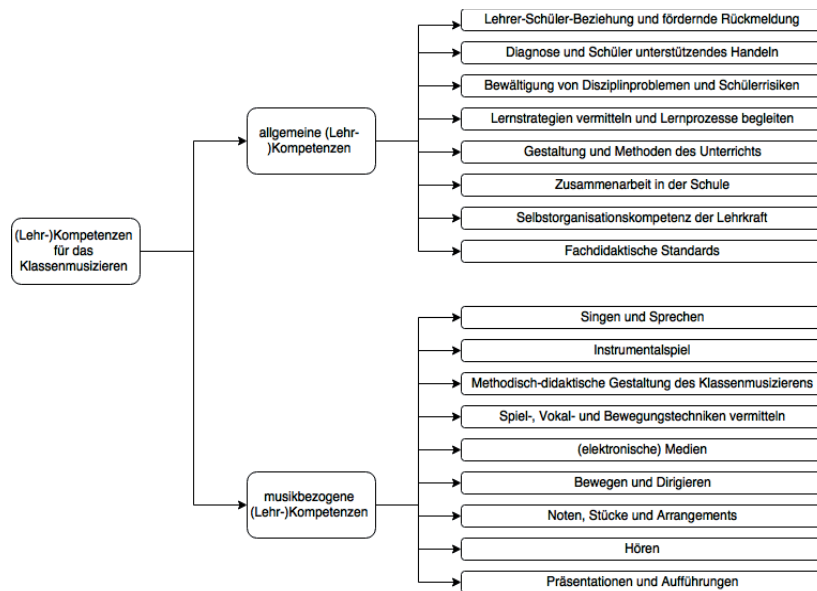 (Lehr-)Kompetenzen
für das
Klassenmusizieren
allgemeine (Lehr-
)Kompetenzen
Lehrer-Schüler-Beziehung und fördernde Rückmeldung
Diagnose und Schüler unterstützendes Handeln
Bewältigung von Disziplinproblemen und Schülerrisiken
Lernstrategien vermitteln und Lernprozesse begleiten
Gestaltung und Methoden des Unterrichts
Zusammenarbeit in der Schule
Selbstorganisationskompetenz der Lehrkraft
Fachdidaktische Standards
musikbezogene
(Lehr-)Kompetenzen
Singen und Sprechen
Instrumentalspiel
Methodisch-didaktische Gestaltung des Klassenmusizierens
Spiel-, Vokal- und Bewegungstechniken vermitteln
(elektronische) Medien
Bewegen und Dirigieren
Noten, Stücke und Arrangements
Hören
Präsentationen und Aufführungen